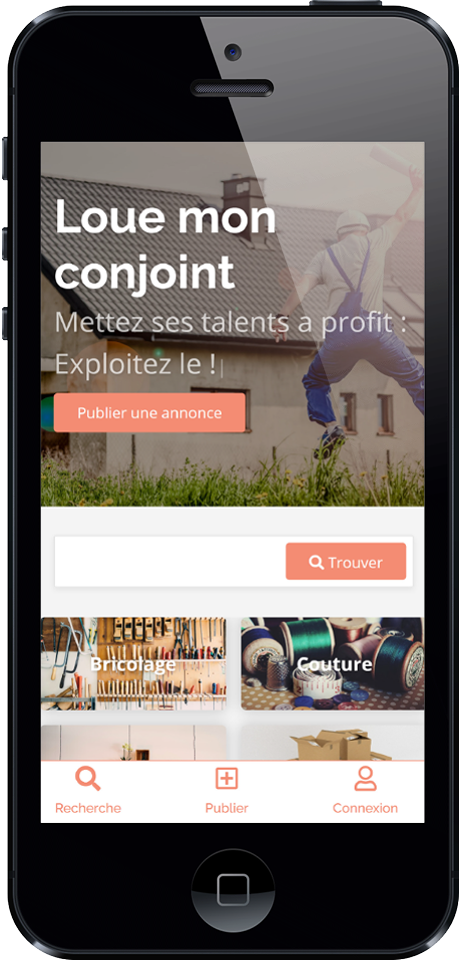 Loue mon
conjoint
Mettez ses talents a profit :
Exploitez le !
Publier une annonce
Trouver
Bricolage
Couture
Recherche
Publier
Connexion